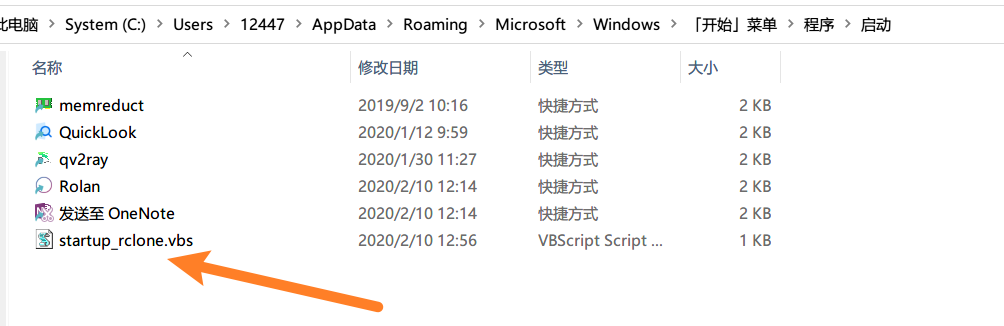 此电脑 > System (C:) > Users > 12447 > AppData > Roaming > Microsoft > Windows > 「开始」菜单 > 程序 > 启动
名称 修改日期 类型 大小
memreduct 2019/9/2 10:16 快捷方式 2 KB
QuickLook 2020/1/12 9:59 快捷方式 2 KB
qv2ray 2020/1/30 11:27 快捷方式 2 KB
Rolan 2020/2/10 12:14 快捷方式 2 KB
发送至 OneNote 2020/2/10 12:14 快捷方式 2 KB
startup_rclone.vbs 2020/2/10 12:56 VBScript Script ... 1 KB